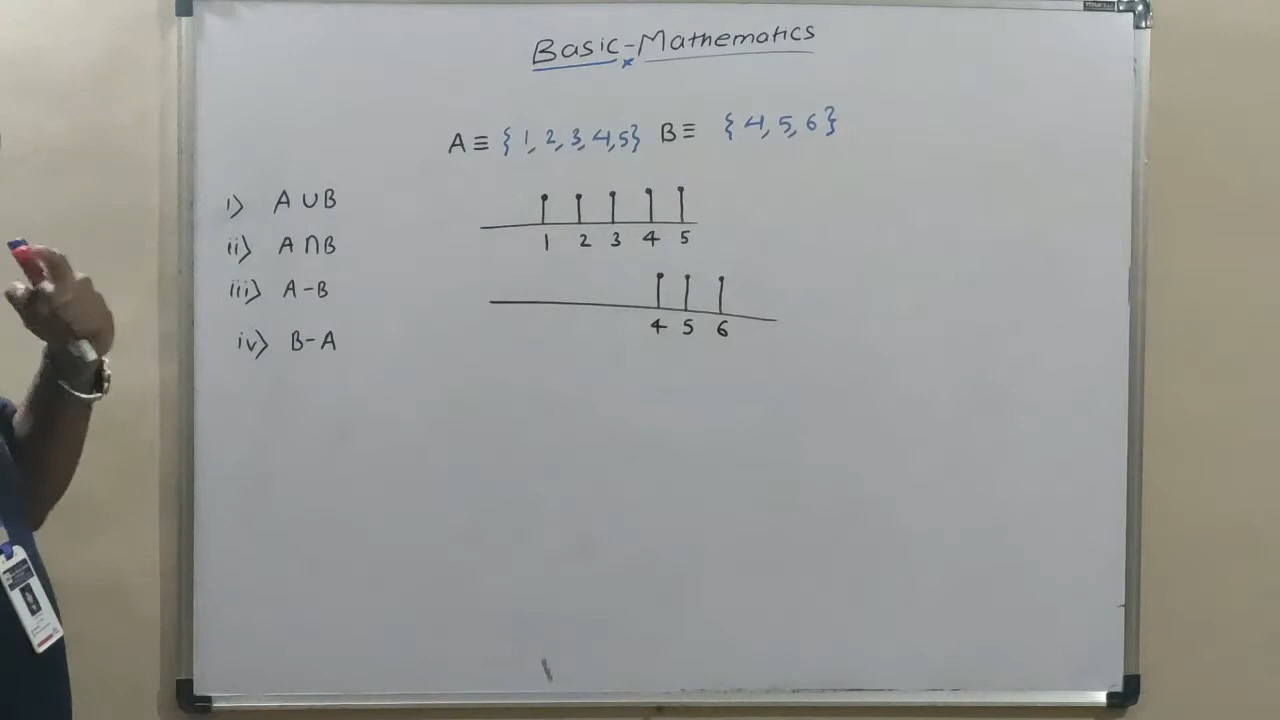 Basic-Mathematics
A ≡ {1, 2, 3, 4, 5} B ≡ {4, 5, 6}
i) A ∪ B
ii) A ∩ B
iii) A - B
iv) B - A
1 2 3 4 5
4 5 6